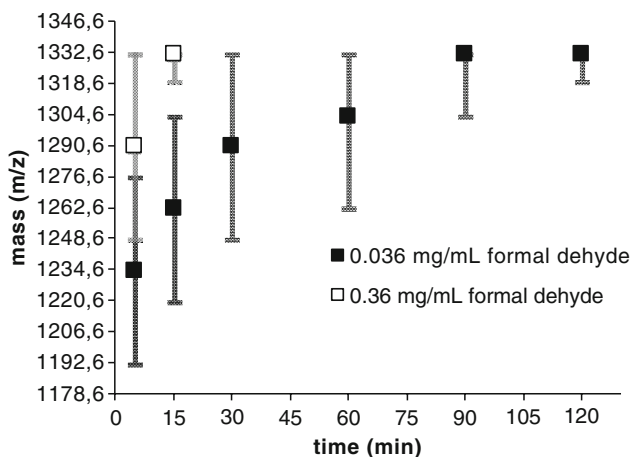 1346,6
1332,6
1318,6
1304,6
1290,6
1276,6
1262,6
1248,6
1234,6
1220,6
1206,6
1192,6
1178,6
mass (m/z)
0.036 mg/mL formal dehyde
0.36 mg/mL formal dehyde
0 15 30 45 60 75 90 105 120
time (min)